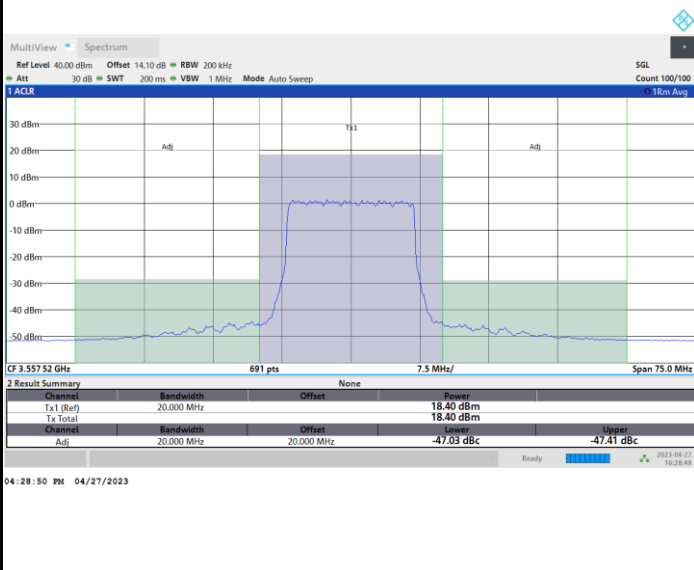 MultiView Spectrum
Ref Level 40.00 dBm Offset 14.10 dB RBW 200 kHz SGL
Att 30 dB SWT 200 ms VBW 1 MHz Mode Auto Sweep Count 100/100
1 ACLR 1Rm Avg
30 dBm
Tx1
Adj Adj
20 dBm
10 dBm
0 dBm
-10 dBm
-20 dBm
-30 dBm
-40 dBm
-50 dBm
CF 3.557 52 GHz 691 pts 7.5 MHz/ Span 75.0 MHz
2 Result Summary None
Channel Bandwidth Offset Power
Tx1 (Ref) 20.000 MHz 18.40 dBm
Tx Total 18.40 dBm
Channel Bandwidth Offset Lower Upper
Adj 20.000 MHz 20.000 MHz -47.03 dBc -47.41 dBc
Ready 2023-04-27
16:28:49
04:28:50 PM 04/27/2023